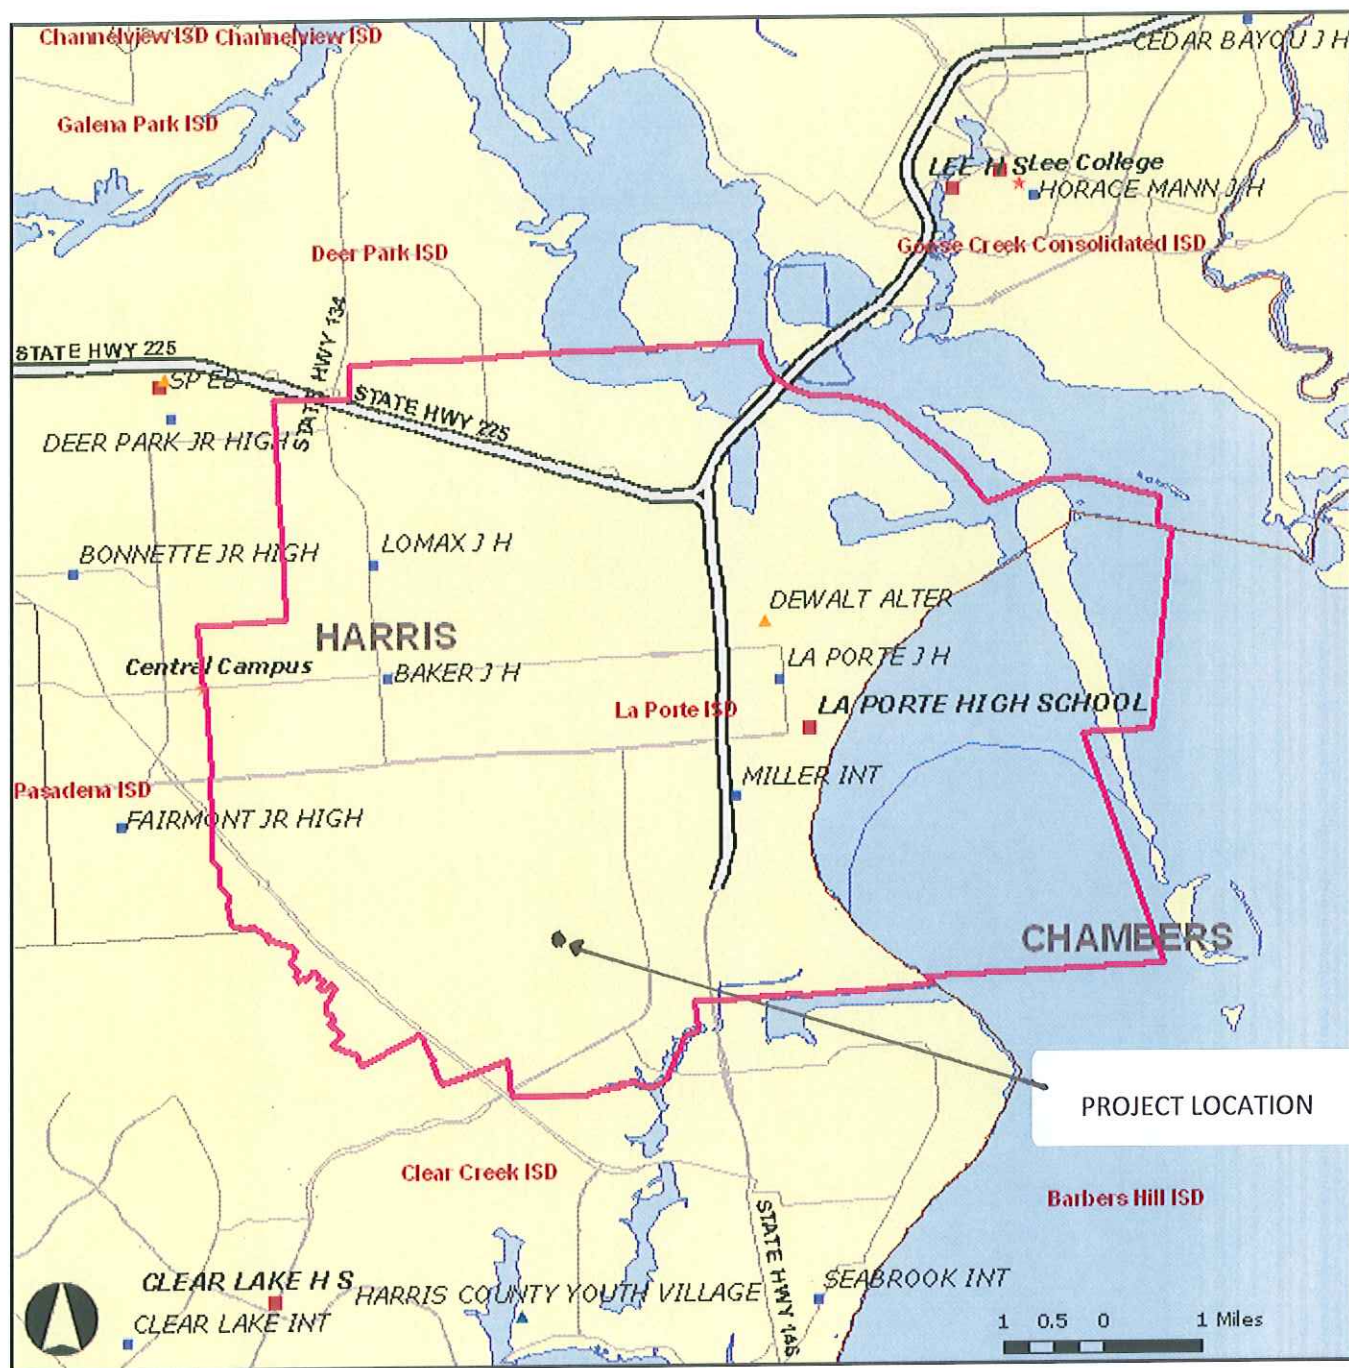 Channelview ISD Channelview ISD
CEDAR BAYOU J H
Galena Park ISD
LEE H S Lee College
HORACE MANN J H
Deer Park ISD
Goose Creek Consolidated ISD
STATE HWY 134
STATE HWY 225
SP ED
STATE HWY 225
DEER PARK JR HIGH
BONNETTE JR HIGH
LOMAX J H
DEWALT ALTER
HARRIS
Central Campus
BAKER J H
LA PORTE J H
La Porte ISD
LA PORTE HIGH SCHOOL
MILLER INT
Pasadena ISD
FAIRMONT JR HIGH
CHAMBERS
PROJECT LOCATION
Clear Creek ISD
Barbers Hill ISD
STATE HWY 146
CLEAR LAKE H S
HARRIS COUNTY YOUTH VILLAGE
SEABROOK INT
CLEAR LAKE INT
1 0.5 0 1 Miles